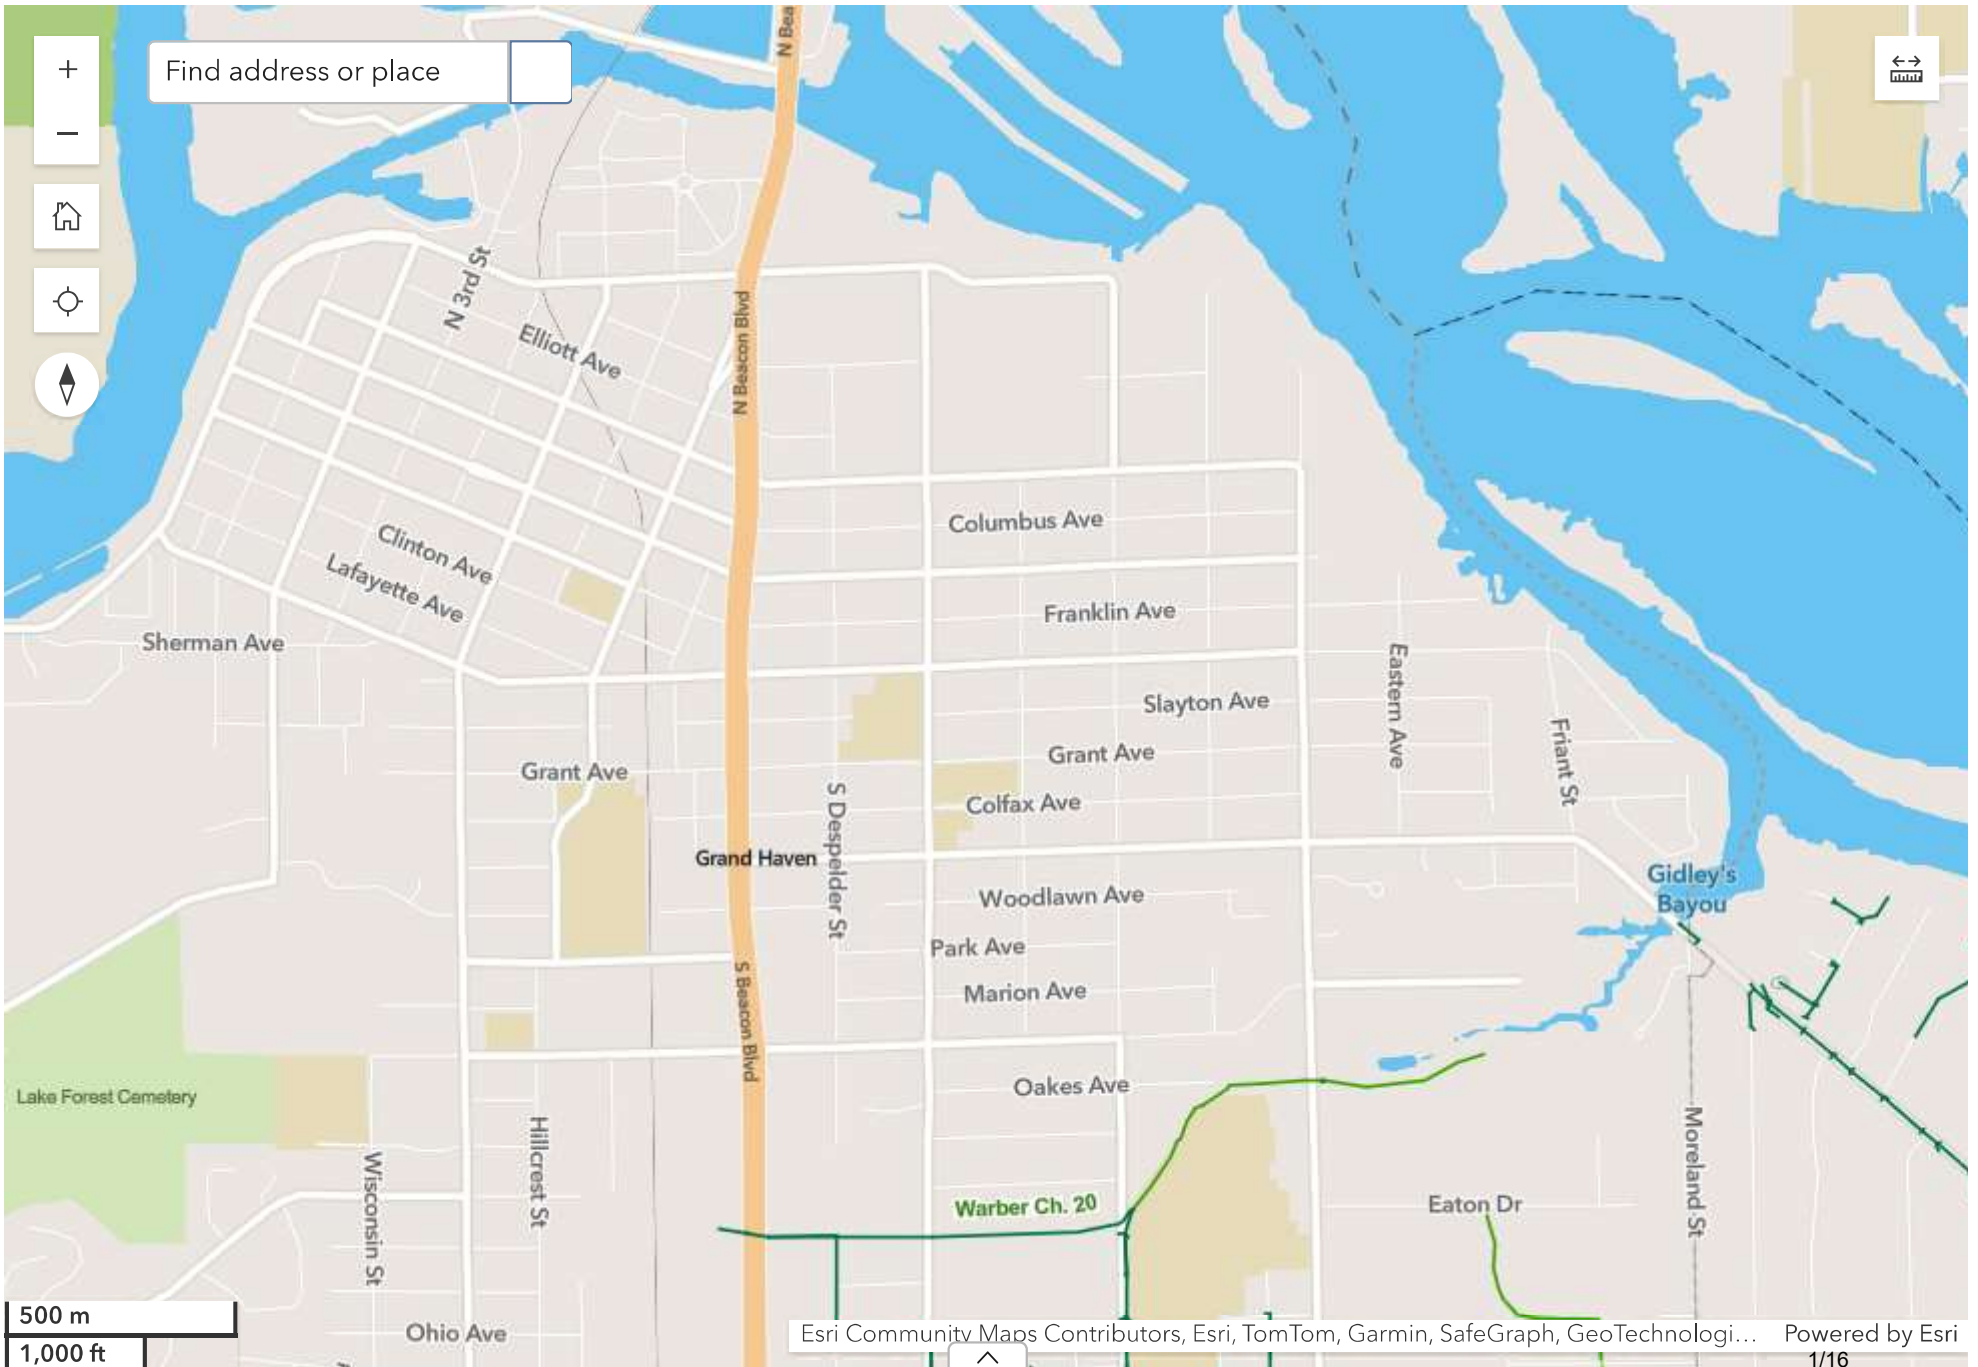 N Bea
+
Find address or place
−
N 3rd St
Elliott Ave
N Beacon Blvd
Columbus Ave
Clinton Ave
Lafayette Ave
Franklin Ave
Sherman Ave
Eastern Ave
Slayton Ave
Friant St
Grant Ave
Grant Ave
S Despelder St
Colfax Ave
Grand Haven
Gidley's
Bayou
Woodlawn Ave
Park Ave
S Beacon Blvd
Marion Ave
Oakes Ave
Lake Forest Cemetery
Hillcrest St
Moreland St
Wisconsin St
Warber Ch. 20
Eaton Dr
500 m
Ohio Ave
1,000 ft
Esri Community Maps Contributors, Esri, TomTom, Garmin, SafeGraph, GeoTechnologi... Powered by Esri
1/16